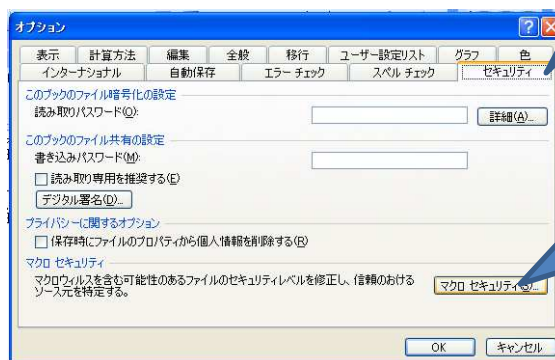 オプション
表示 計算方法 編集 全般 移行 ユーザー設定リスト グラフ 色
インターナショナル 自動保存 エラー チェック スペル チェック セキュリティ
このブックのファイル暗号化の設定
読み取りパスワード(O):
詳細(A)...
このブックのファイル共有の設定
書き込みパスワード(M):
読み取り専用を推奨する(E)
デジタル署名(D)...
プライバシーに関するオプション
保存時にファイルのプロパティから個人情報を削除する(R)
マクロ セキュリティ
マクロウィルスを含む可能性のあるファイルのセキュリティレベルを修正し、信頼のおける
ソース元を特定する。
マクロ セキュリティ(S)...
OK キャンセル